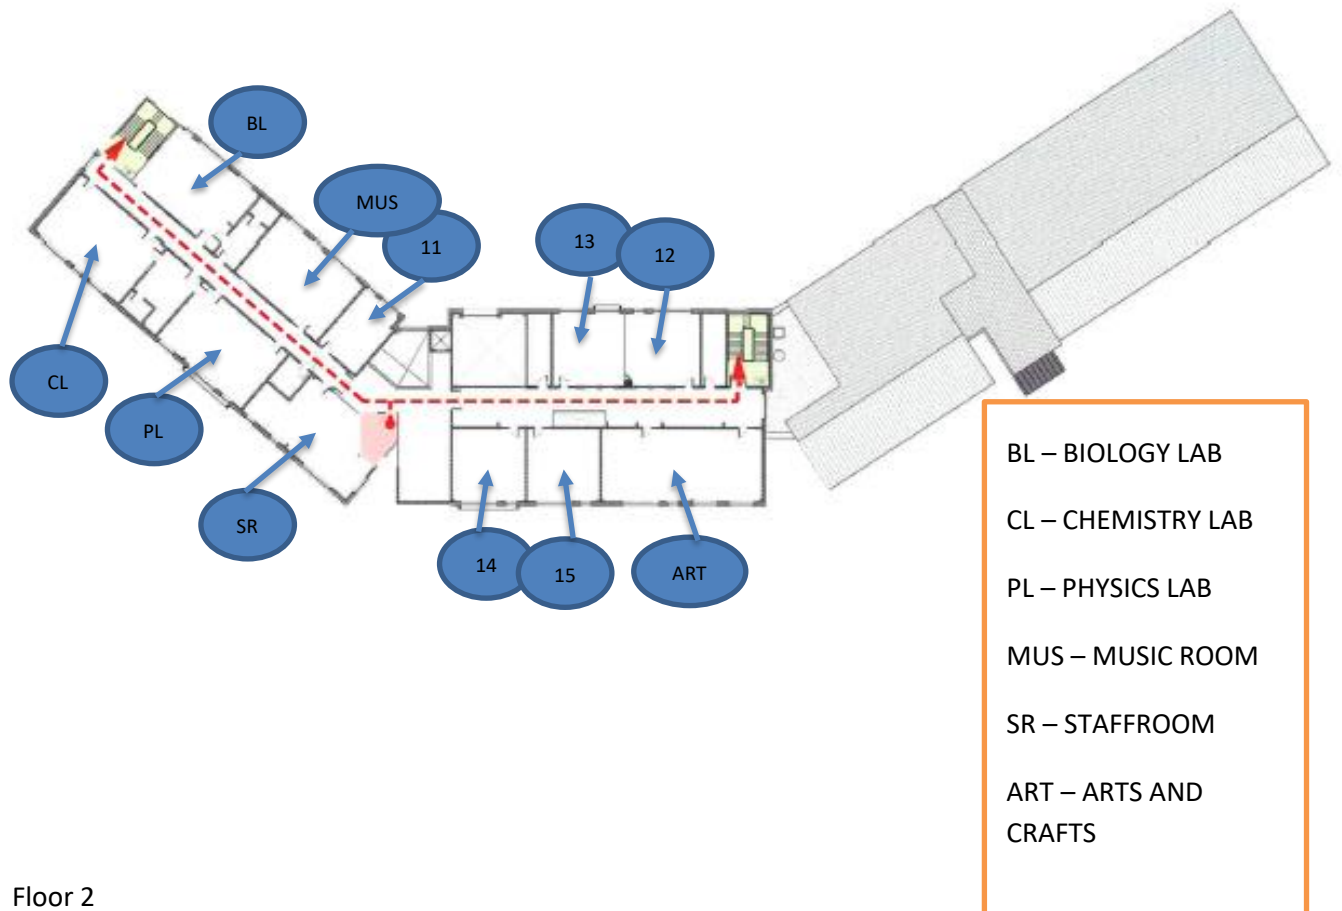 BL
MUS
11
13
12
CL
PL
SR
14
15
ART
BL – BIOLOGY LAB
CL – CHEMISTRY LAB
PL – PHYSICS LAB
MUS – MUSIC ROOM
SR – STAFFROOM
ART – ARTS AND
CRAFTS
Floor 2